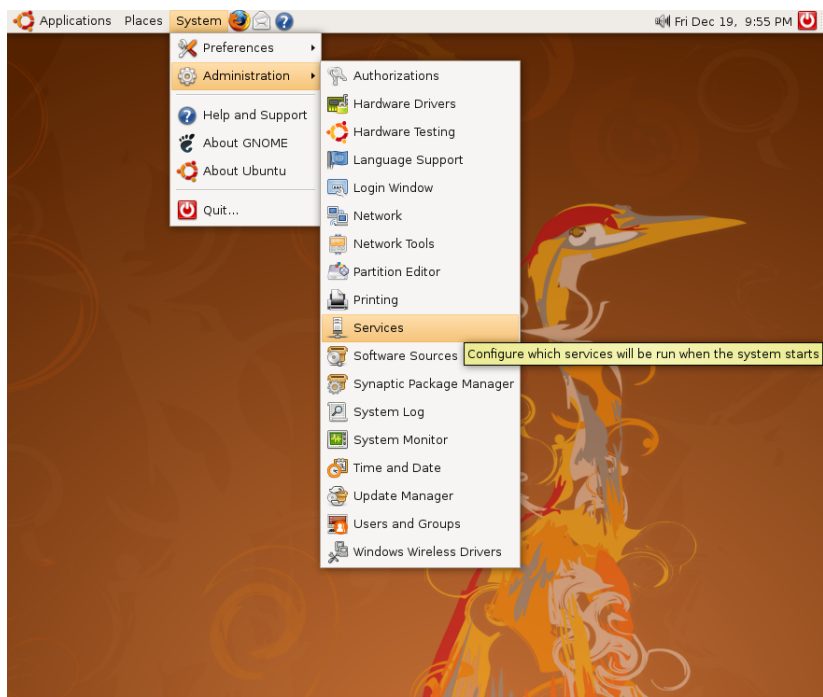 Applications Places System Fri Dec 19, 9:55 PM
Preferences
Administration
Help and Support
About GNOME
About Ubuntu
Quit...
Authorizations
Hardware Drivers
Hardware Testing
Language Support
Login Window
Network
Network Tools
Partition Editor
Printing
Services
Software Sources
Configure which services will be run when the system starts
Synaptic Package Manager
System Log
System Monitor
Time and Date
Update Manager
Users and Groups
Windows Wireless Drivers